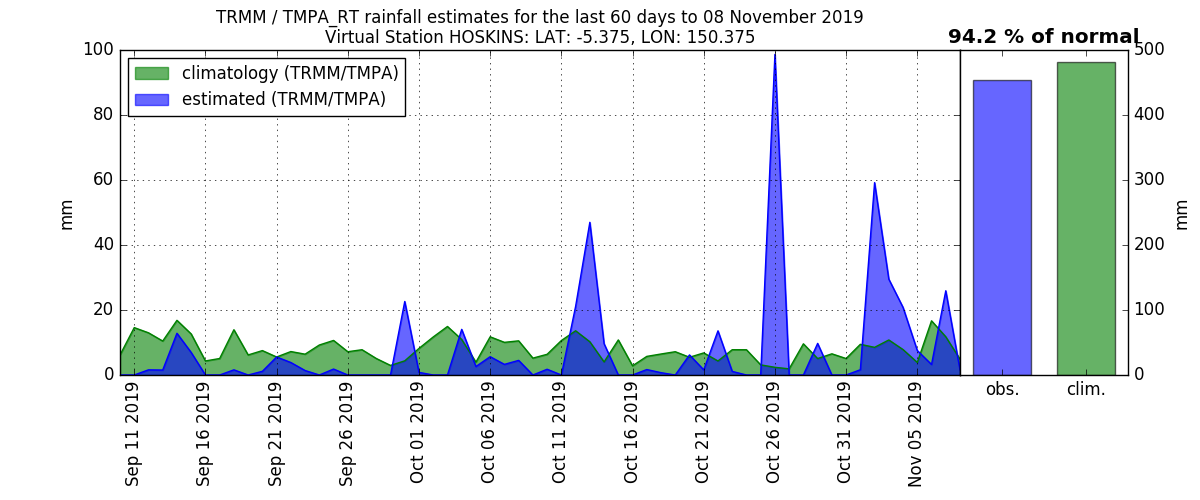 TRMM / TMPA_RT rainfall estimates for the last 60 days to 08 November 2019
Virtual Station HOSKINS: LAT: -5.375, LON: 150.375
94.2 % of normal
climatology (TRMM/TMPA)
estimated (TRMM/TMPA)
100
80
60
40
20
0
mm
Sep 11 2019
Sep 16 2019
Sep 21 2019
Sep 26 2019
Oct 01 2019
Oct 06 2019
Oct 11 2019
Oct 16 2019
Oct 21 2019
Oct 26 2019
Oct 31 2019
Nov 05 2019
obs.
clim.
500
400
300
200
100
0
mm